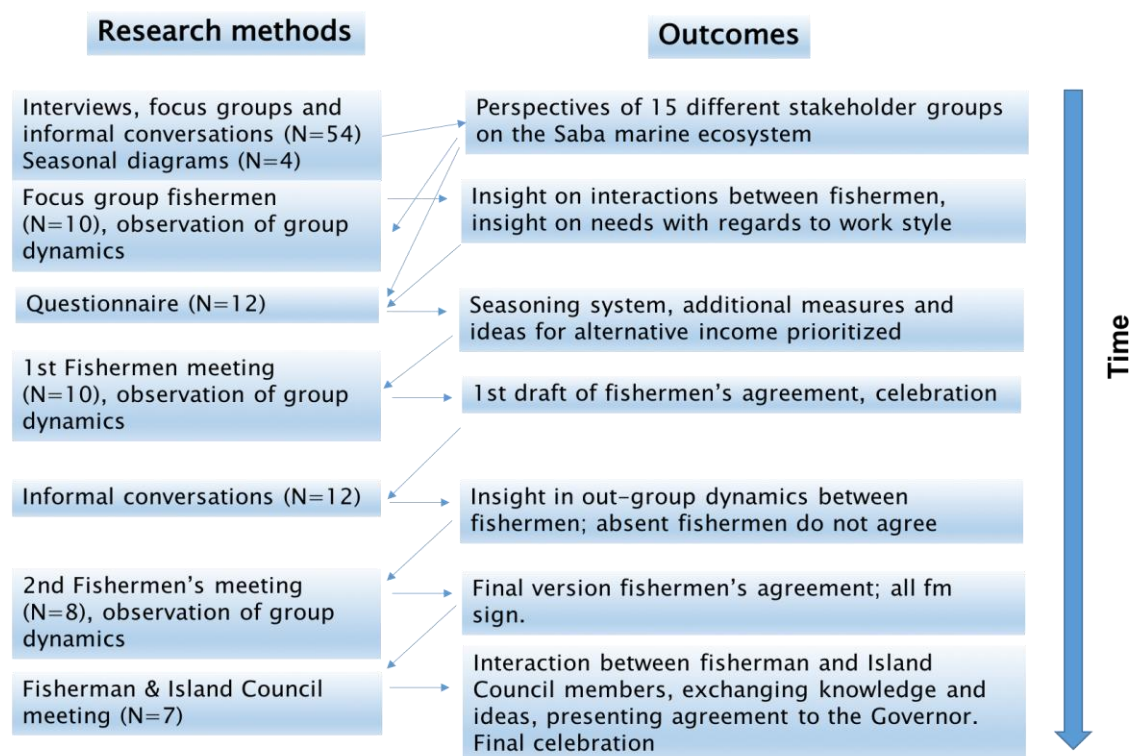 Research methods
Outcomes
Interviews, focus groups and
informal conversations (N=54)
Seasonal diagrams (N=4)
Perspectives of 15 different stakeholder groups
on the Saba marine ecosystem
Focus group fishermen
(N=10), observation of group
dynamics
Insight on interactions between fishermen,
insight on needs with regards to work style
Questionnaire (N=12)
Seasoning system, additional measures and
ideas for alternative income prioritized
1st Fishermen meeting
(N=10), observation of group
dynamics
1st draft of fishermen's agreement, celebration
Informal conversations (N=12)
Insight in out-group dynamics between
fishermen; absent fishermen do not agree
2nd Fishermen's meeting
(N=8), observation of group
dynamics
Final version fishermen's agreement; all fm
sign.
Fisherman & Island Council
meeting (N=7)
Interaction between fisherman and Island
Council members, exchanging knowledge and
ideas, presenting agreement to the Governor.
Final celebration
Time